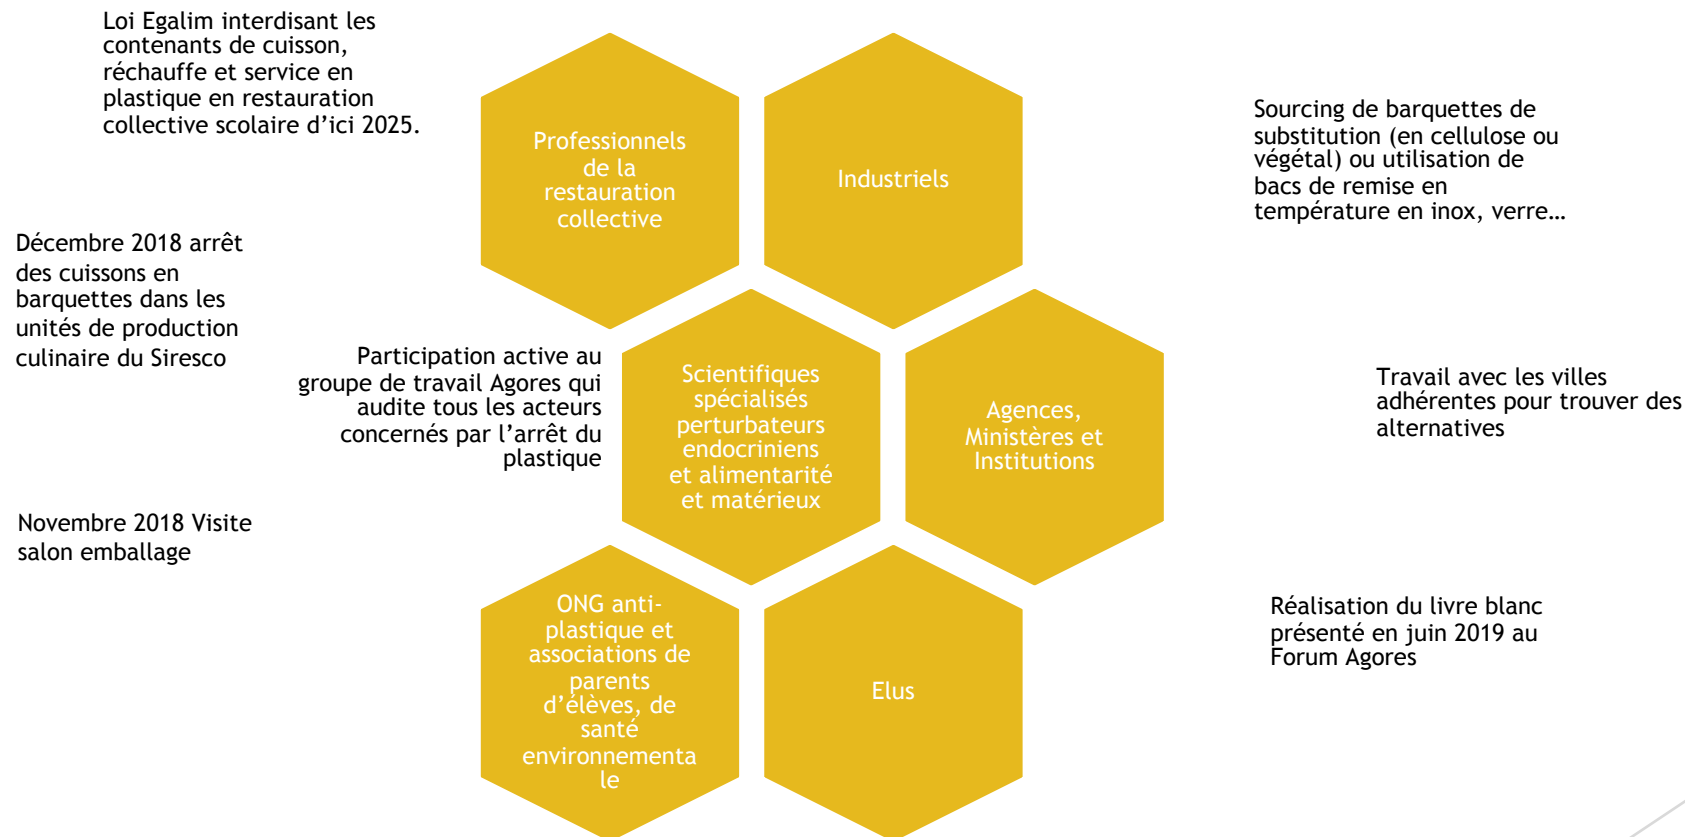 Loi Egalim interdisant les
contenants de cuisson,
réchauffe et service en
plastique en restauration
collective scolaire d’ici 2025.
Professionnels
de la
restauration
collective
Industriels
Sourcing de barquettes de
substitution (en cellulose ou
végétal) ou utilisation de
bacs de remise en
température en inox, verre…
Décembre 2018 arrêt
des cuissons en
barquettes dans les
unités de production
culinaire du Siresco
Participation active au
groupe de travail Agores qui
audite tous les acteurs
concernés par l’arrêt du
plastique
Scientifiques
spécialisés
perturbateurs
endocriniens
et alimentarité
et matérieux
Agences,
Ministères et
Institutions
Travail avec les villes
adhérentes pour trouver des
alternatives
Novembre 2018 Visite
salon emballage
ONG anti-
plastique et
associations de
parents
d’élèves, de
santé
environnementa
le
Elus
Réalisation du livre blanc
présenté en juin 2019 au
Forum Agores